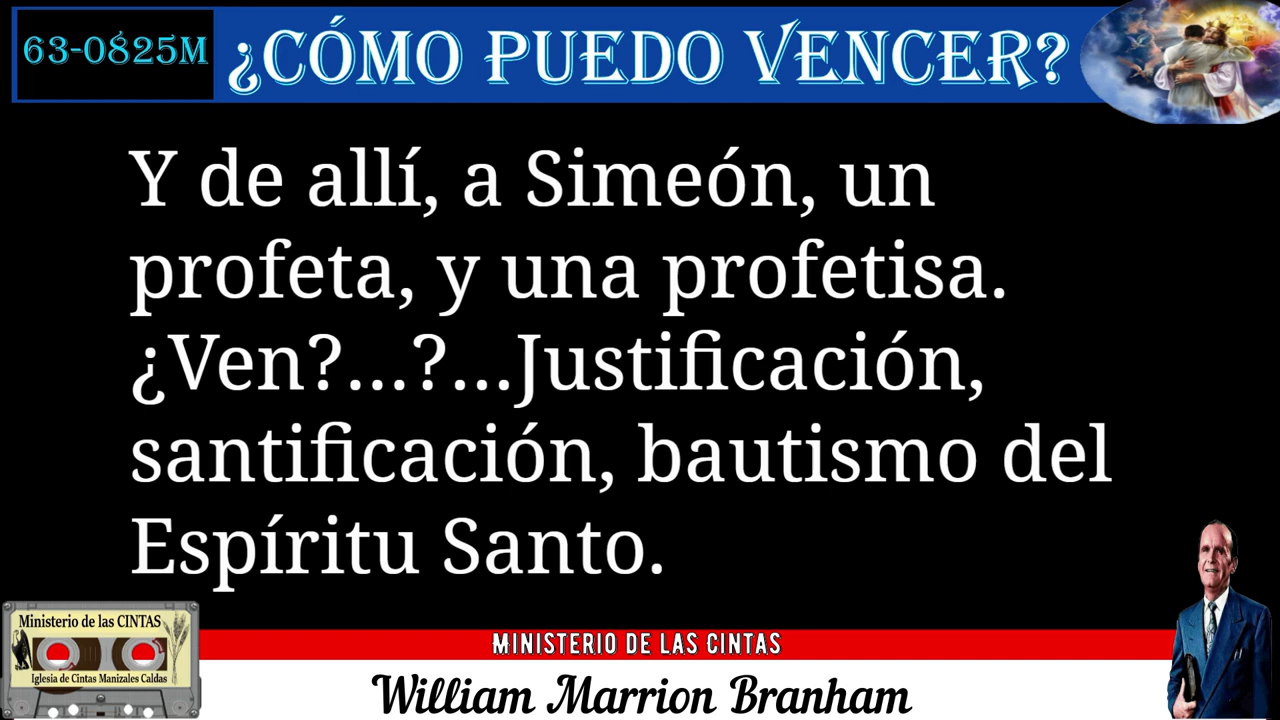 63-0825M
¿CÓMO PUEDO VENCER?
Y de allí, a Simeón, un
profeta, y una profetisa.
¿Ven?...?...Justificación,
santificación, bautismo del
Espíritu Santo.
Ministerio de las CINTAS
Iglesia de Cintas Manizales Caldas
MINISTERIO DE LAS CINTAS
William Marrion Branham